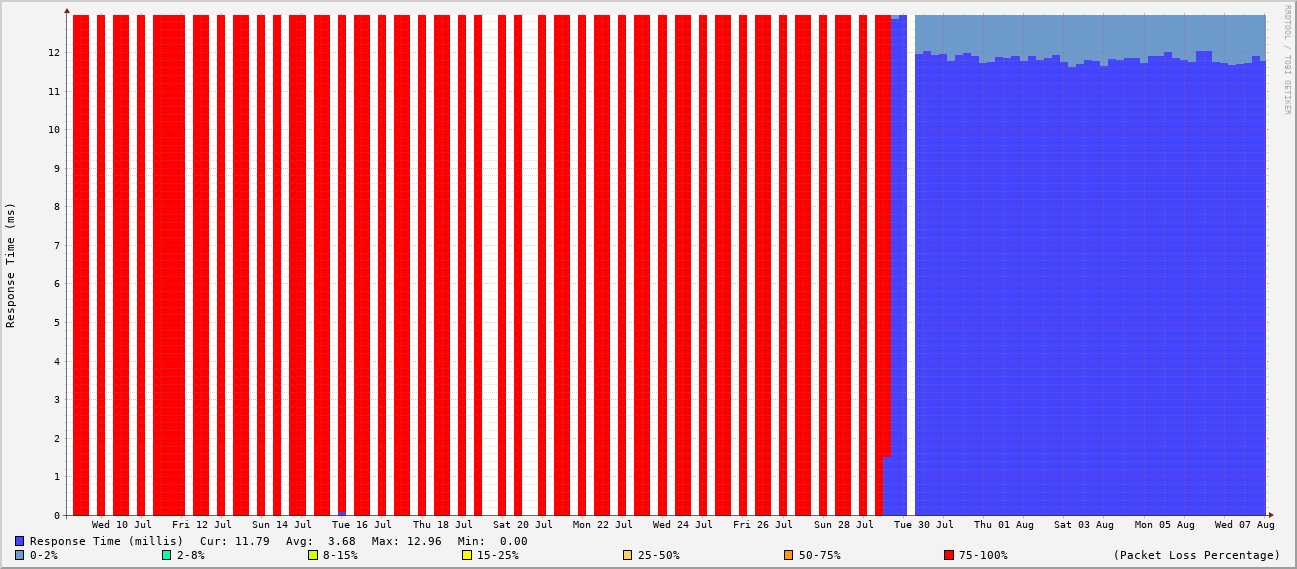 RRDTOOL / TOBI OETIKER
Response Time (ms)
12
11
10
9
8
7
6
5
4
3
2
1
0
Wed 10 Jul Fri 12 Jul Sun 14 Jul Tue 16 Jul Thu 18 Jul Sat 20 Jul Mon 22 Jul Wed 24 Jul Fri 26 Jul Sun 28 Jul Tue 30 Jul Thu 01 Aug Sat 03 Aug Mon 05 Aug Wed 07 Aug
Response Time (millis) Cur: 11.79 Avg: 3.68 Max: 12.96 Min: 0.00
0-2% 2-8% 8-15% 15-25% 25-50% 50-75% 75-100% (Packet Loss Percentage)